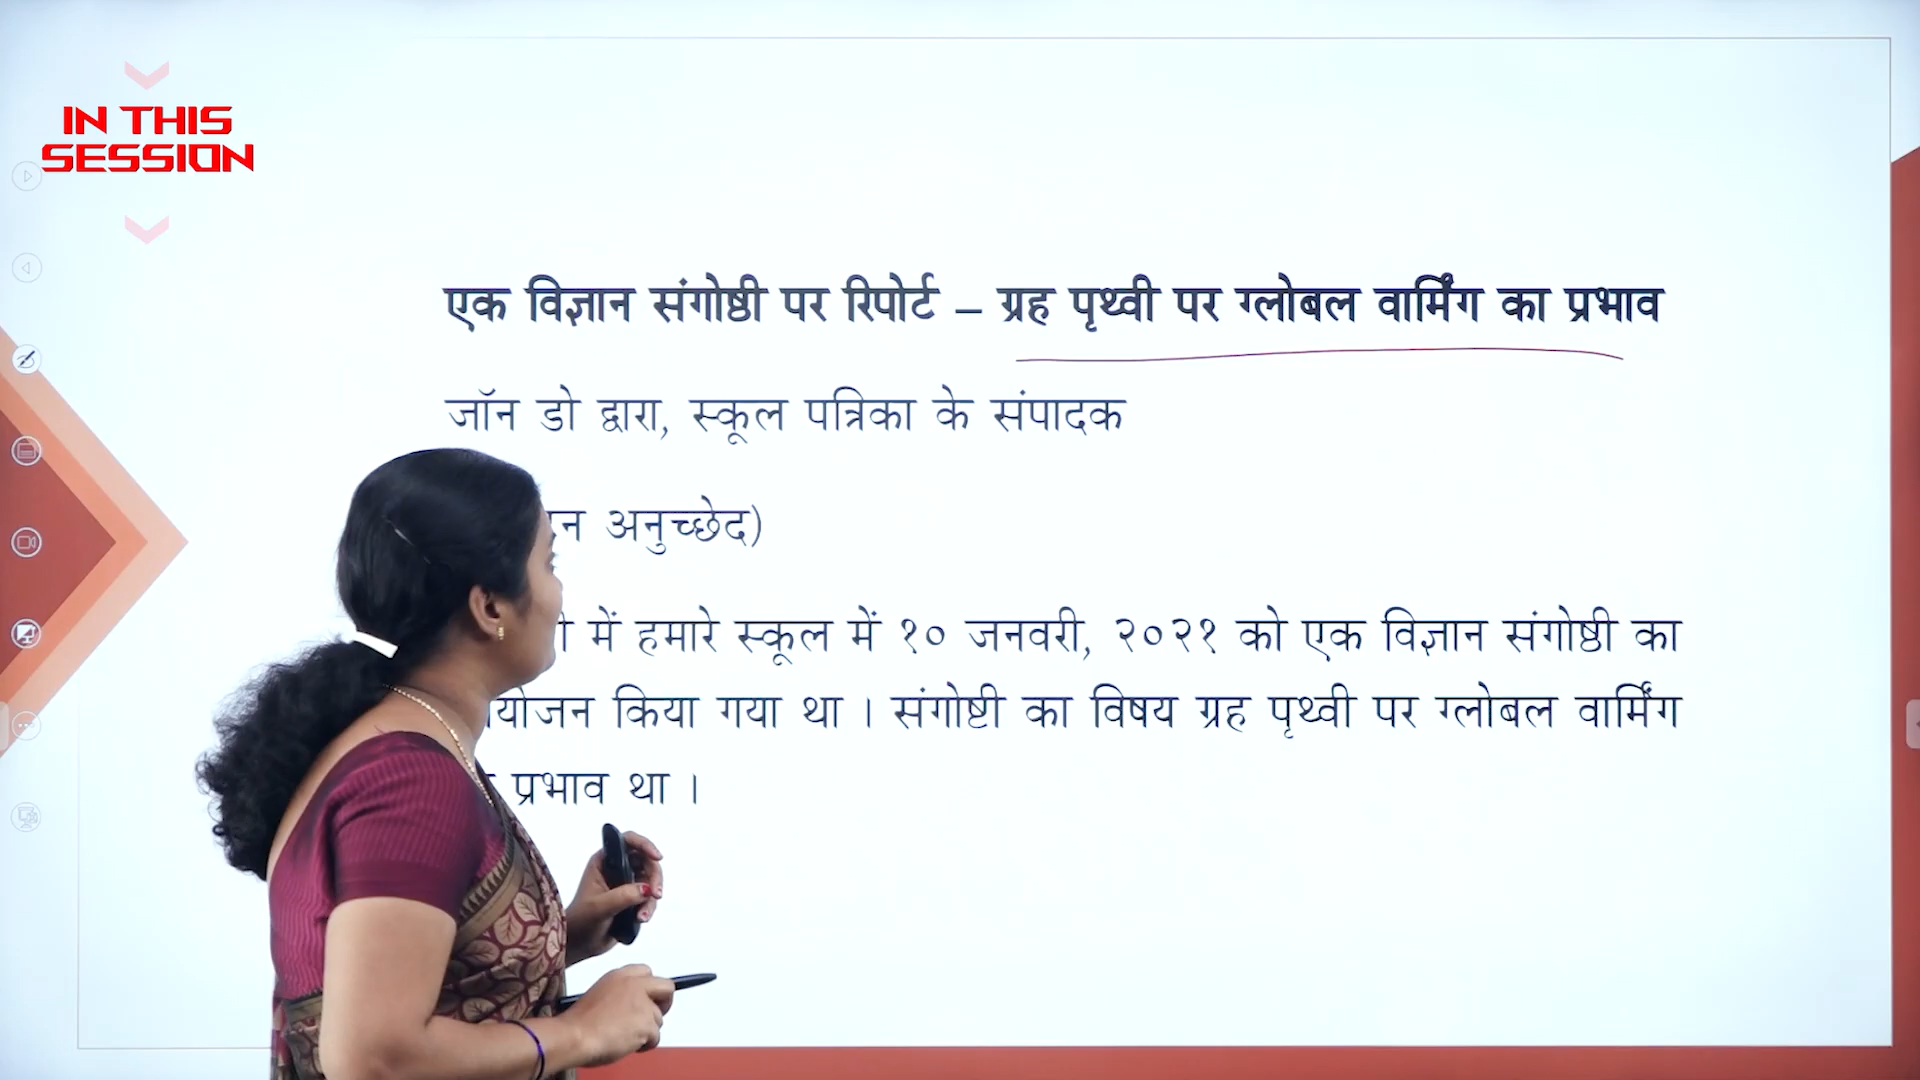 IN THIS
SESSION
एक विज्ञान संगोष्ठी पर रिपोर्ट – ग्रह पृथ्वी पर ग्लोबल वार्मिंग का प्रभाव
जॉन डो द्वारा, स्कूल पत्रिका के संपादक
अनुच्छेद)
में हमारे स्कूल में १० जनवरी, २०२१ को एक विज्ञान संगोष्ठी का
किया गया था । संगोष्टी का विषय ग्रह पृथ्वी पर ग्लोबल वार्मिंग
प्रभाव था ।